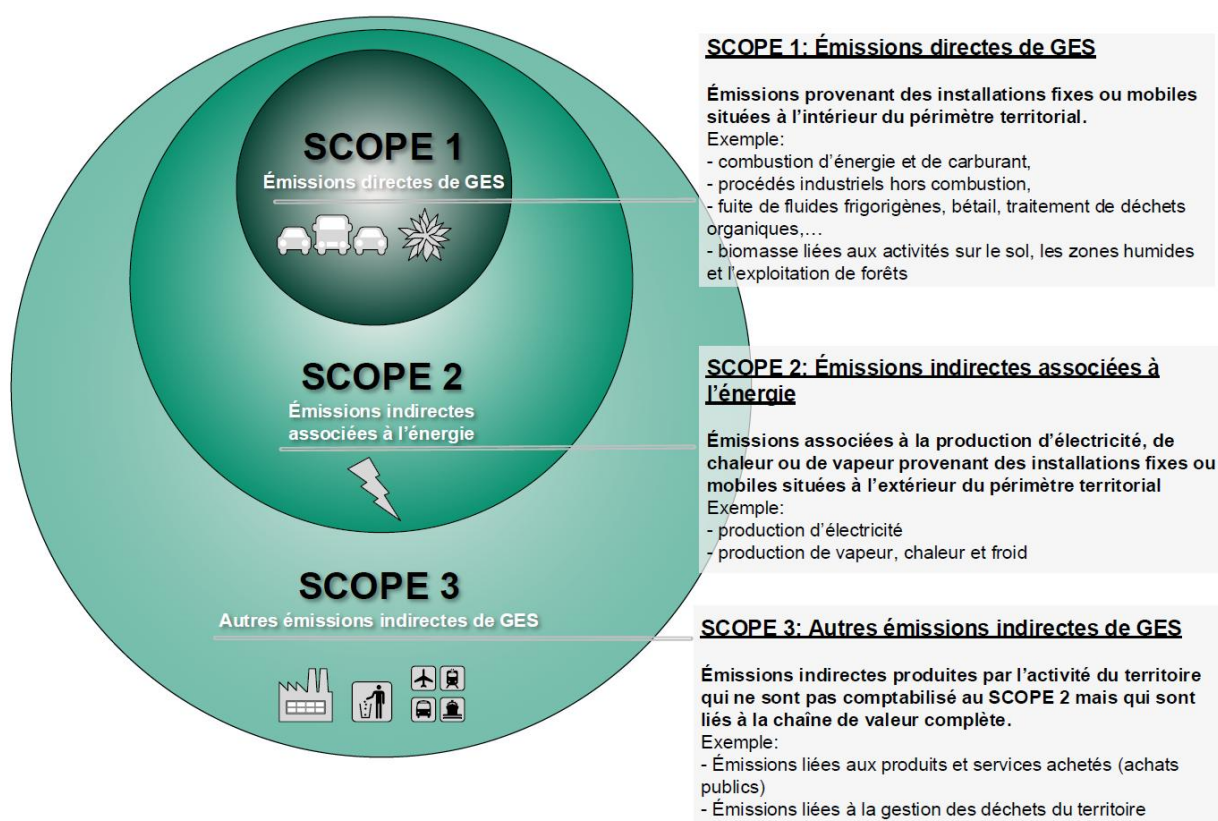 SCOPE 1
Émissions directes de GES
SCOPE 2
Émissions indirectes
associées à l'énergie
SCOPE 3
Autres émissions indirectes de GES
SCOPE 1: Émissions directes de GES
Émissions provenant des installations fixes ou mobiles
situées à l'intérieur du périmètre territorial.
Exemple:
- combustion d'énergie et de carburant,
- procédés industriels hors combustion,
- fuite de fluides frigorigènes, bétail, traitement de déchets
organiques,…
- biomasse liées aux activités sur le sol, les zones humides
et l'exploitation de forêts
SCOPE 2: Émissions indirectes associées à
l'énergie
Émissions associées à la production d'électricité, de
chaleur ou de vapeur provenant des installations fixes ou
mobiles situées à l'extérieur du périmètre territorial
Exemple:
- production d'électricité
- production de vapeur, chaleur et froid
SCOPE 3: Autres émissions indirectes de GES
Émissions indirectes produites par l'activité du territoire
qui ne sont pas comptabilisé au SCOPE 2 mais qui sont
liés à la chaîne de valeur complète.
Exemple:
- Émissions liées aux produits et services achetés (achats
publics)
- Émissions liées à la gestion des déchets du territoire